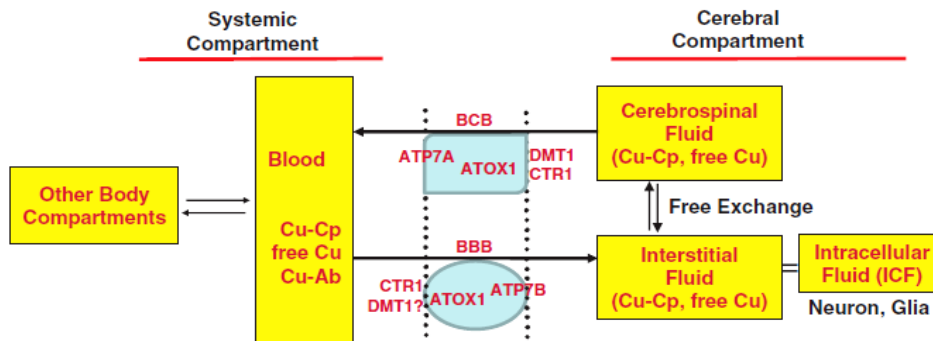 Systemic
Compartment
Cerebral
Compartment
BCB
Cerebrospinal
Fluid
(Cu-Cp, free Cu)
Blood
ATP7A
ATOX1
DMT1
CTR1
Other Body
Compartments
Free Exchange
Cu-Cp
free Cu
Cu-Ab
BBB
Interstitial
Fluid
(Cu-Cp, free Cu)
Intracellular
Fluid (ICF)
CTR1
DMT1?
ATOX1
ATP7B
Neuron, Glia